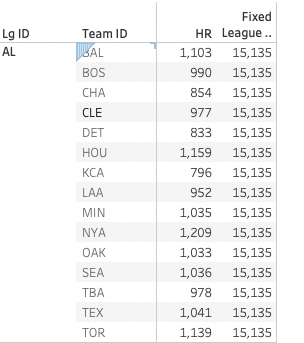 Fixed
Lg ID Team ID HR League ..
AL BAL 1,103 15,135
BOS 990 15,135
CHA 854 15,135
CLE 977 15,135
DET 833 15,135
HOU 1,159 15,135
KCA 796 15,135
LAA 952 15,135
MIN 1,035 15,135
NYA 1,209 15,135
OAK 1,033 15,135
SEA 1,036 15,135
TBA 978 15,135
TEX 1,041 15,135
TOR 1,139 15,135